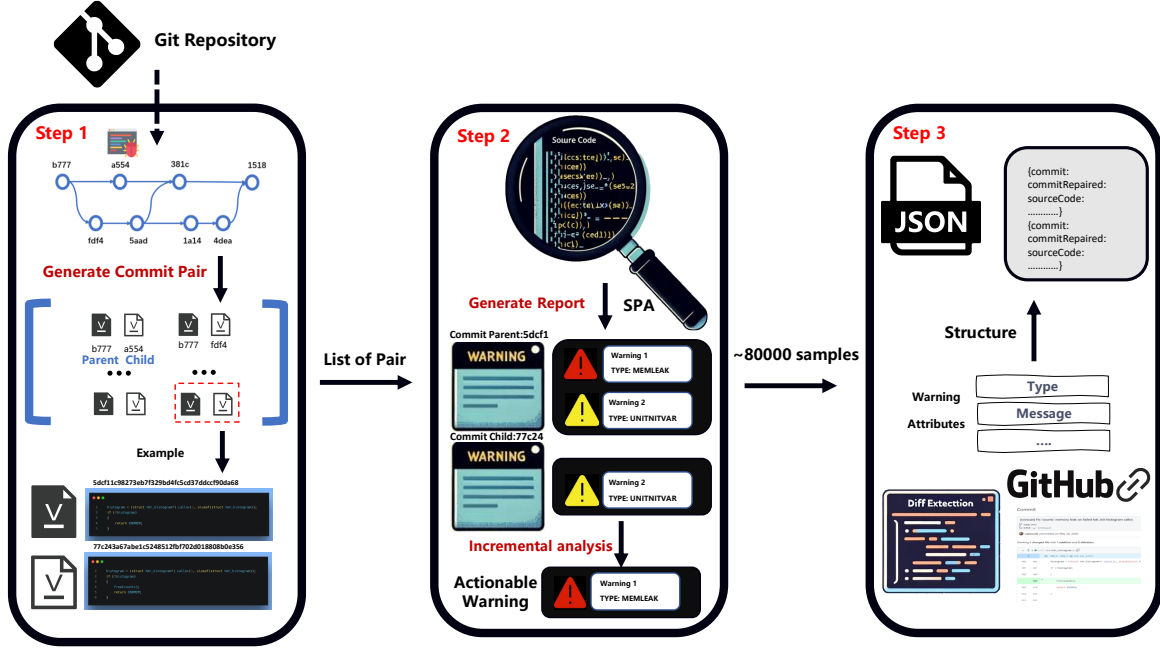 Git Repository
Step 1
b777
a554
381c
1518
fdf4
5aad
1a14
4dea
Generate Commit Pair
b777
a554
Parent
Child
b777
fdf4
Example
5dcf11c98273eb7f329bd4fc5cd37ddccf90da68
77c243a67abe1c5248512fbf702d018808b0e356
List of Pair
Step 2
Soure Code
Generate Report
SPA
Commit Parent:5dcf1
WARNING
Warning 1
TYPE: MEMLEAK
Warning 2
TYPE: UNITNITVAR
Commit Child:77c24
WARNING
Warning 2
TYPE: UNITNITVAR
Incremental analysis
Actionable
Warning
Warning 1
TYPE: MEMLEAK
~80000 samples
Step 3
JSON
{commit:
commitRepaired:
sourceCode:
............}
{commit:
commitRepaired:
sourceCode:
............}
Structure
Warning
Attributes
Type
Message
....
GitHub
Diff Extecttion
Commit